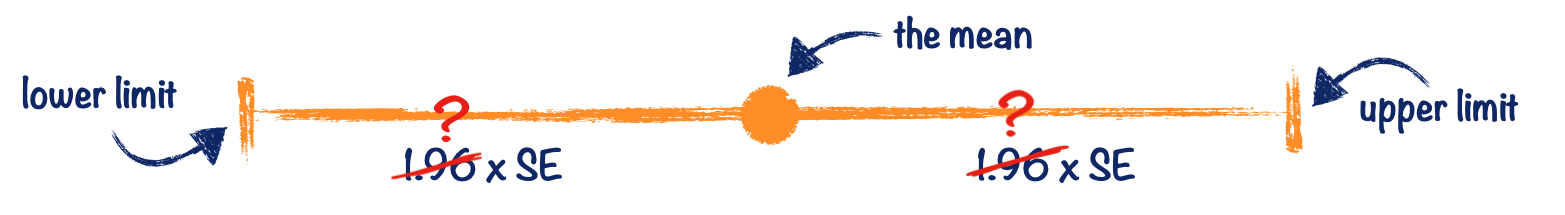 the mean
lower limit
upper limit
?
?
1.96 x SE
1.96 x SE